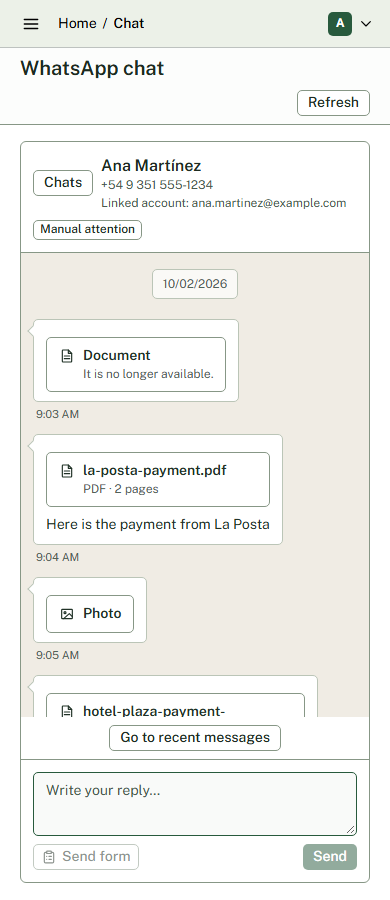 Home / Chat
A
WhatsApp chat
Refresh
Chats
Ana Martínez
+54 9 351 555-1234
Linked account: ana.martinez@example.com
Manual attention
10/02/2026
Document
It is no longer available.
9:03 AM
la-posta-payment.pdf
PDF · 2 pages
Here is the payment from La Posta
9:04 AM
Photo
9:05 AM
hotel-plaza-payment-
Go to recent messages
Write your reply...
Send form
Send